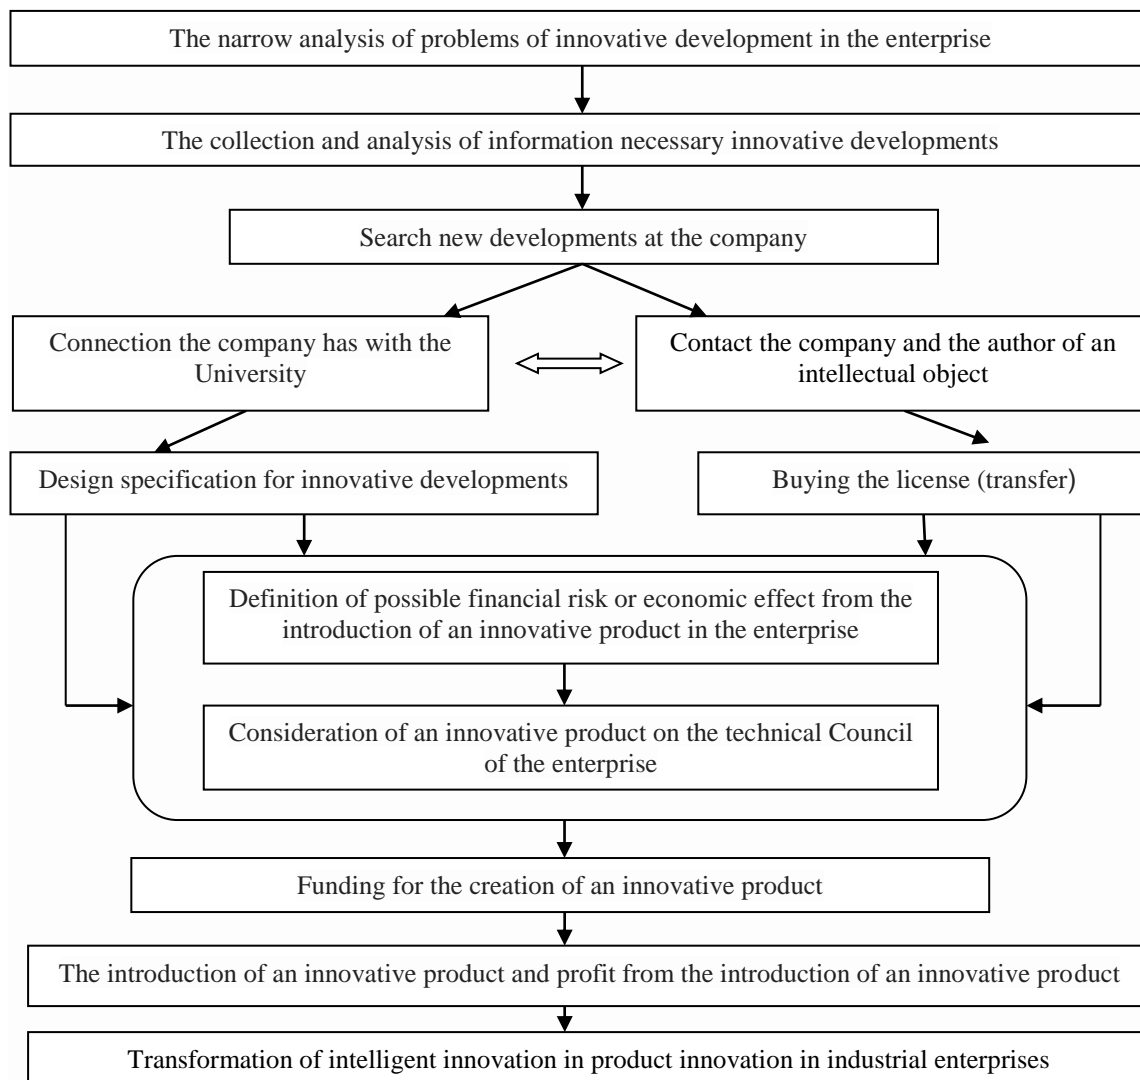 The narrow analysis of problems of innovative development in the enterprise
The collection and analysis of information necessary innovative developments
Search new developments at the company
Connection the company has with the
University
Contact the company and the author of an
intellectual object
Design specification for innovative developments
Buying the license (transfer)
Definition of possible financial risk or economic effect from the
introduction of an innovative product in the enterprise
Consideration of an innovative product on the technical Council
of the enterprise
Funding for the creation of an innovative product
The introduction of an innovative product and profit from the introduction of an innovative product
Transformation of intelligent innovation in product innovation in industrial enterprises